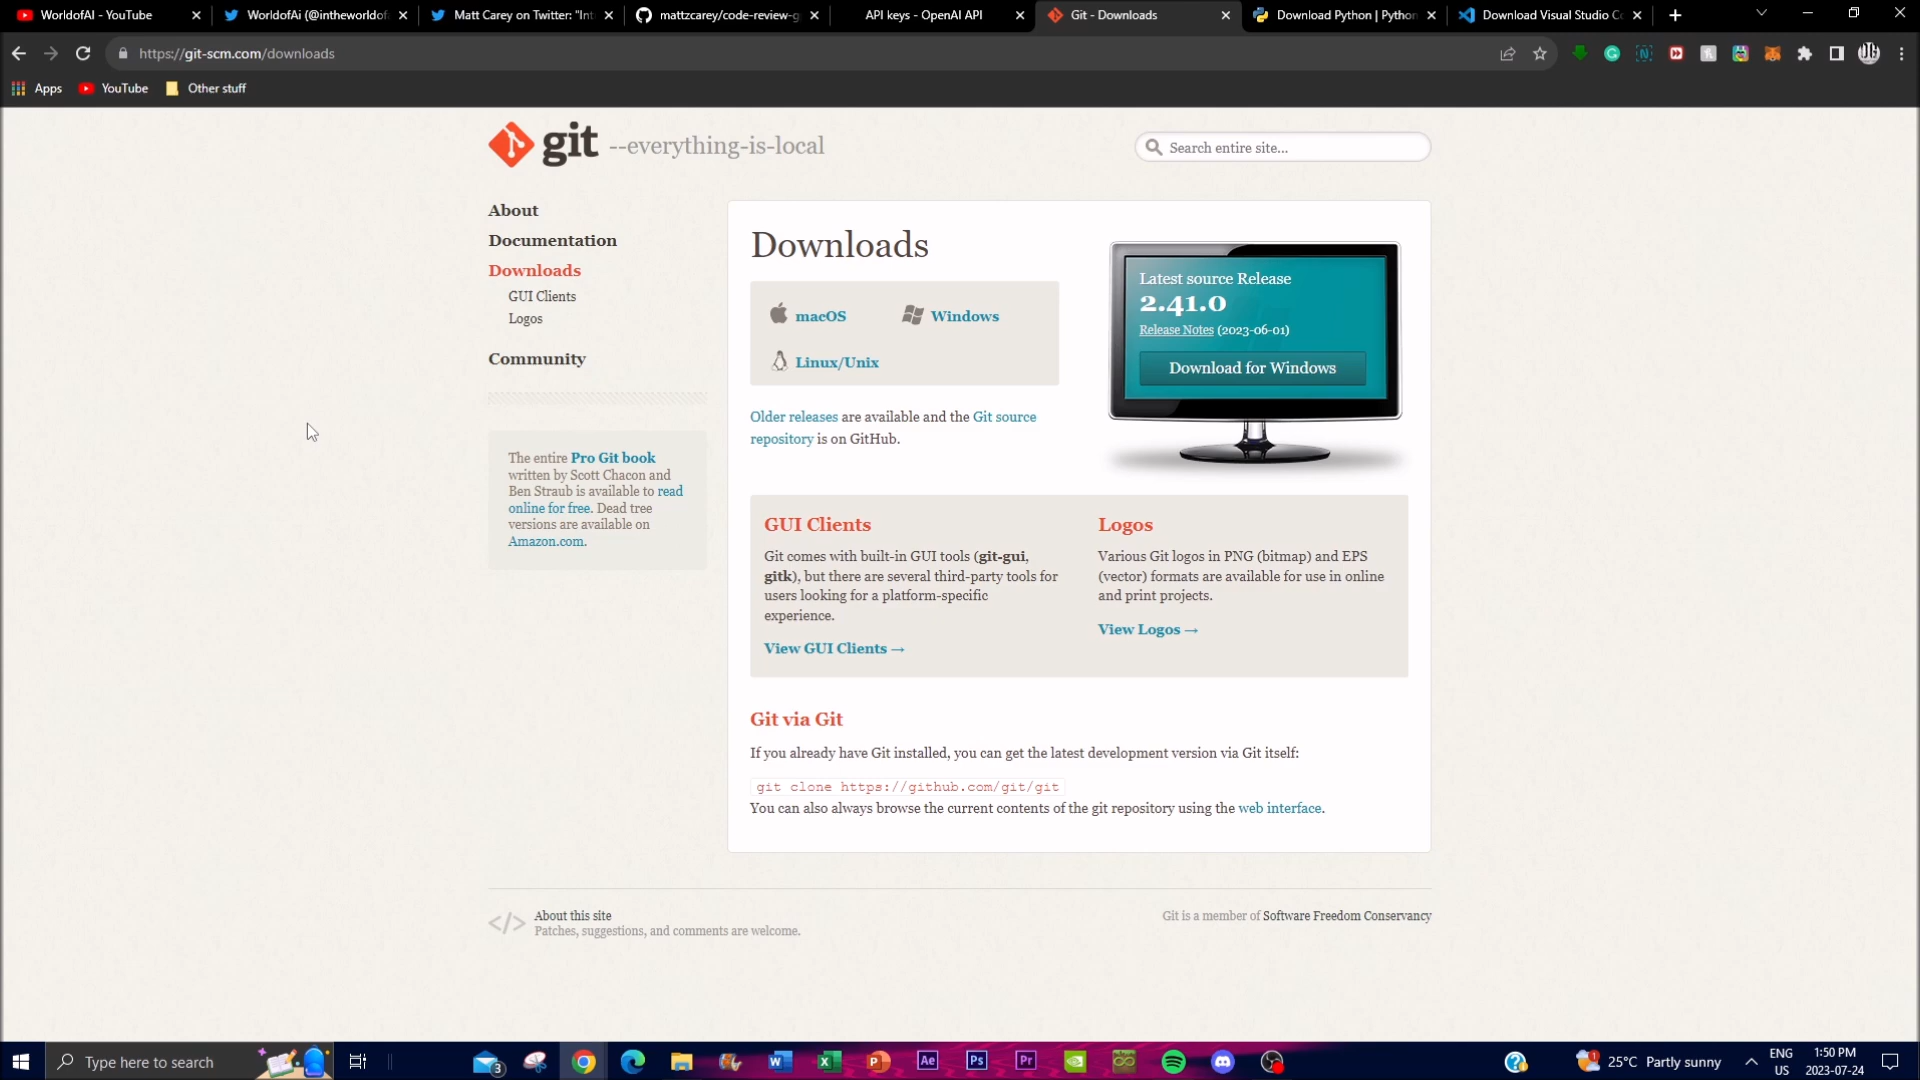 WorldofAI - YouTube
WorldofAi (@intheworldof
Matt Carey on Twitter: "Int
mattzcarey/code-review-g
API keys - OpenAI API
Git - Downloads
Download Python | Python
Download Visual Studio Co
https://git-scm.com/downloads
Apps
YouTube
Other stuff
git --everything-is-local
Search entire site...
About
Documentation
Downloads
GUI Clients
Logos
Community
The entire Pro Git book
written by Scott Chacon and
Ben Straub is available to read
online for free. Dead tree
versions are available on
Amazon.com.
Downloads
macOS
Windows
Linux/Unix
Older releases are available and the Git source
repository is on GitHub.
Latest source Release
2.41.0
Release Notes (2023-06-01)
Download for Windows
GUI Clients
Git comes with built-in GUI tools (git-gui,
gitk), but there are several third-party tools for
users looking for a platform-specific
experience.
View GUI Clients →
Logos
Various Git logos in PNG (bitmap) and EPS
(vector) formats are available for use in online
and print projects.
View Logos →
Git via Git
If you already have Git installed, you can get the latest development version via Git itself:
git clone https://github.com/git/git
You can also always browse the current contents of the git repository using the web interface.
</> About this site
Patches, suggestions, and comments are welcome.
Git is a member of Software Freedom Conservancy
Type here to search
3
W
X
P
Ae
Ps
Pr
1
25°C Partly sunny
ENG
US
1:50 PM
2023-07-24